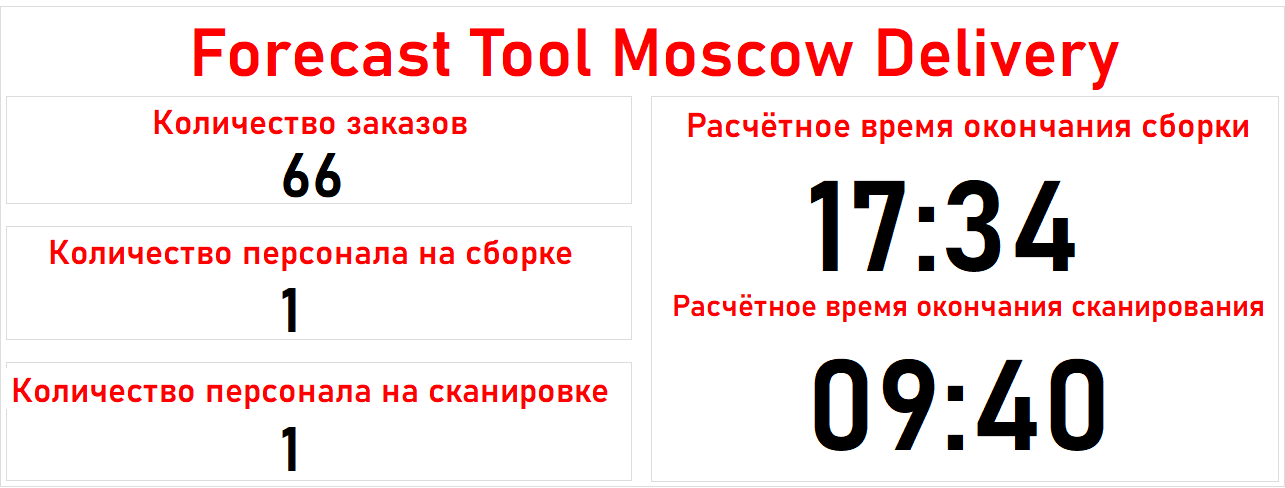 Forecast Tool Moscow Delivery
Количество заказов
66
Количество персонала на сборке
1
Количество персонала на сканировке
1
Расчётное время окончания сборки
17:34
Расчётное время окончания сканирования
09:40